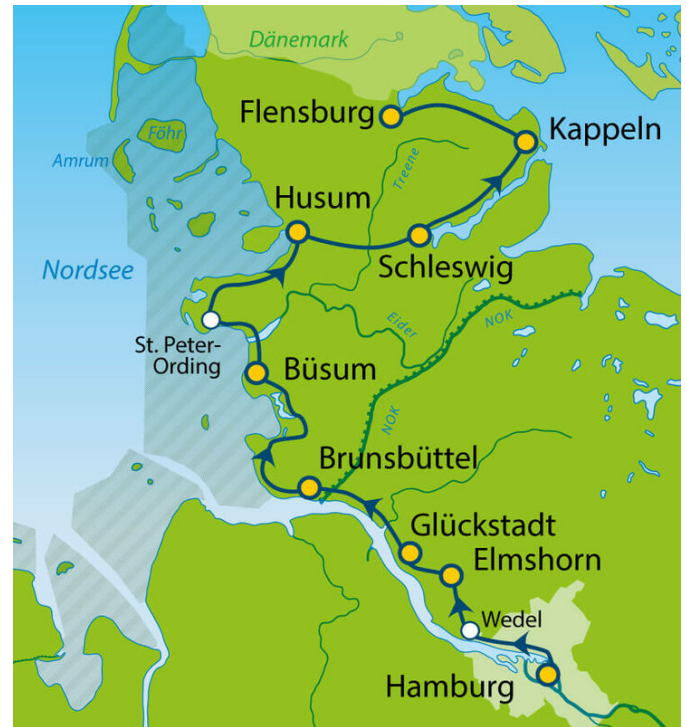 Dänemark
Flensburg
Kappeln
Föhr
Amrum
Treene
Husum
Schleswig
Nordsee
St. Peter-
Ording
Eider
NOK
Büsum
NOK
Brunsbüttel
Glückstadt
Elmshorn
Wedel
Hamburg